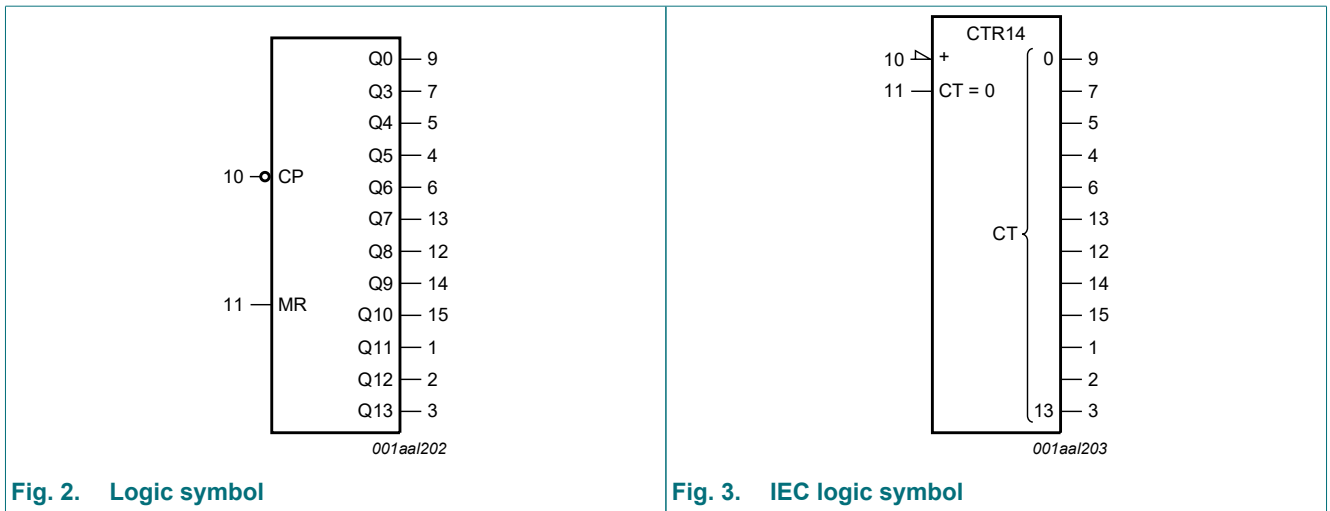 Q0 9
Q3 7
Q4 5
Q5 4
10 CP
Q6 6
Q7 13
Q8 12
Q9 14
11 MR
Q10 15
Q11 1
Q12 2
Q13 3
001aal202
Fig. 2. Logic symbol
CTR14
10 + 0 9
11 CT = 0 7
5
4
6
13
CT 12
14
15
1
2
13 3
001aal203
Fig. 3. IEC logic symbol